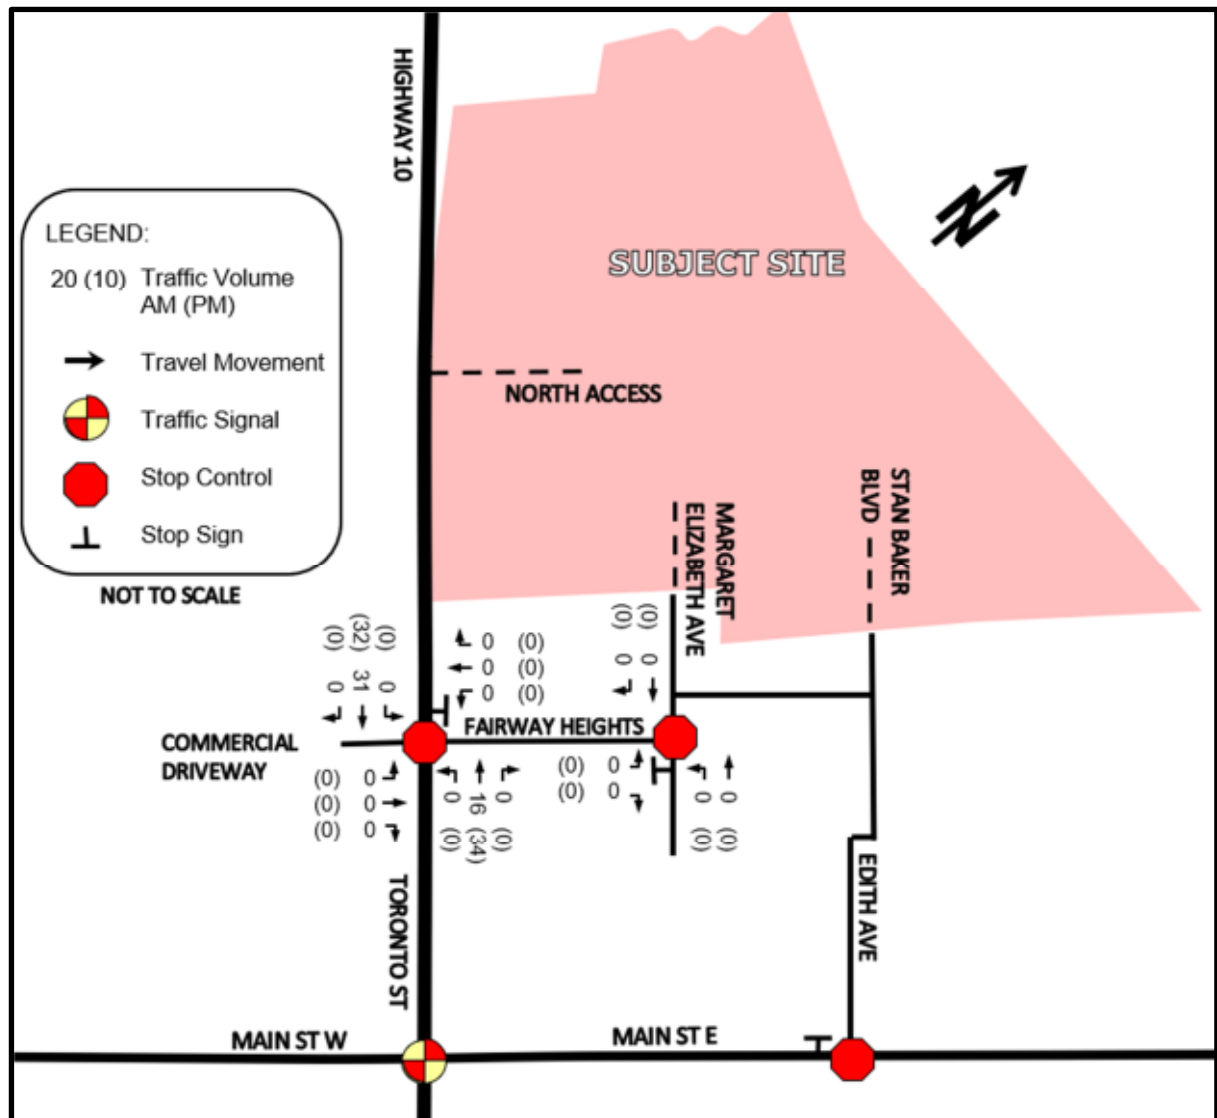 HIGHWAY 10
N
SUBJECT SITE
LEGEND:
20 (10) Traffic Volume
AM (PM)
Travel Movement
Traffic Signal
Stop Control
Stop Sign
NOT TO SCALE
NORTH ACCESS
STAN BAKER
BLVD
MARGARET
ELIZABETH AVE
(0) 0
(32) 31
(0) 0
0 (0)
0 (0)
0 (0)
(0) 0
(0) 0
COMMERCIAL
DRIVEWAY
FAIRWAY HEIGHTS
(0) 0
(0) 0
(0) 0
0 (0)
16 (34)
0 (0)
(0) 0
(0) 0
0 (0)
0 (0)
TORONTO ST
EDITH AVE
MAIN ST W
MAIN ST E